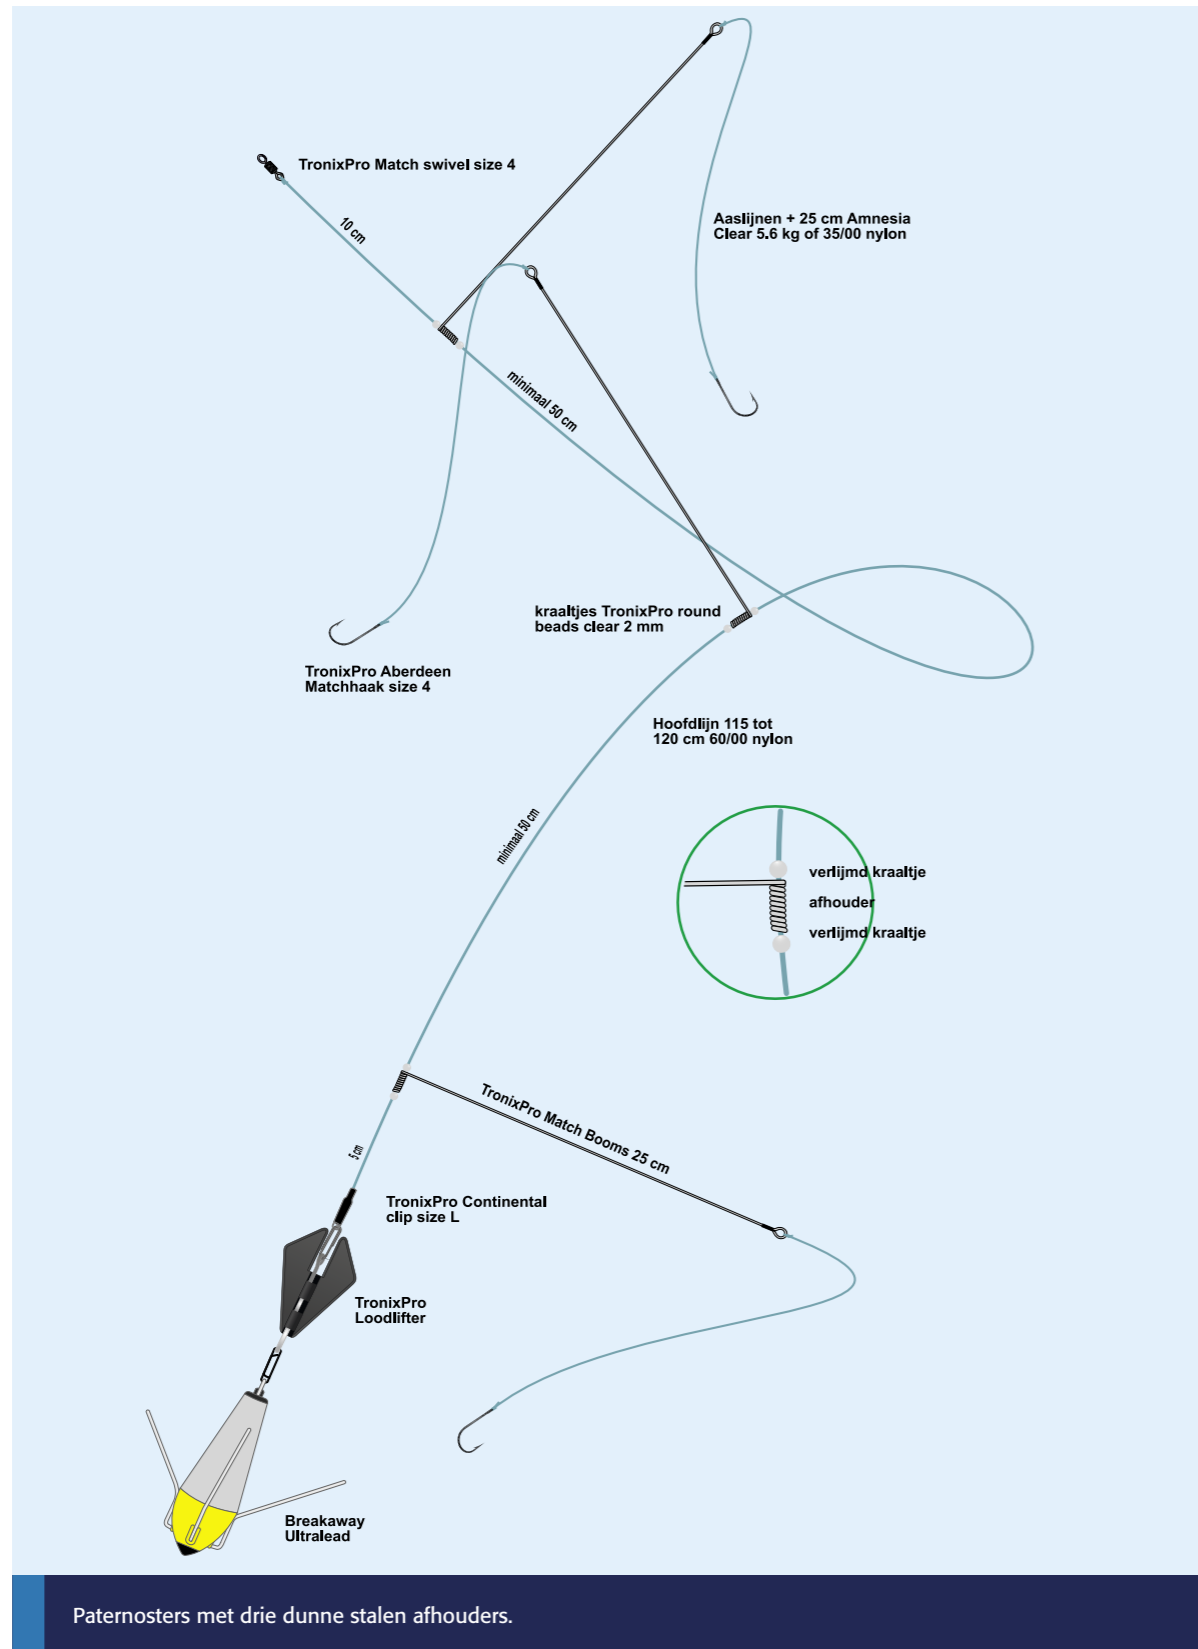 TronixPro Match swivel size 4
10 cm
Aaslijnen + 25 cm Amnesia
Clear 5.6 kg of 35/00 nylon
minimaal 50 cm
kraaltjes TronixPro round
beads clear 2 mm
TronixPro Aberdeen
Matchhaak size 4
Hoofdlijn 115 tot
120 cm 60/00 nylon
minimaal 50 cm
verlijmd kraaltje
afhouder
verlijmd kraaltje
TronixPro Match Booms 25 cm
5 cm
TronixPro Continental
clip size L
TronixPro
Loodlifter
Breakaway
Ultralead
Paternosters met drie dunne stalen afhouders.